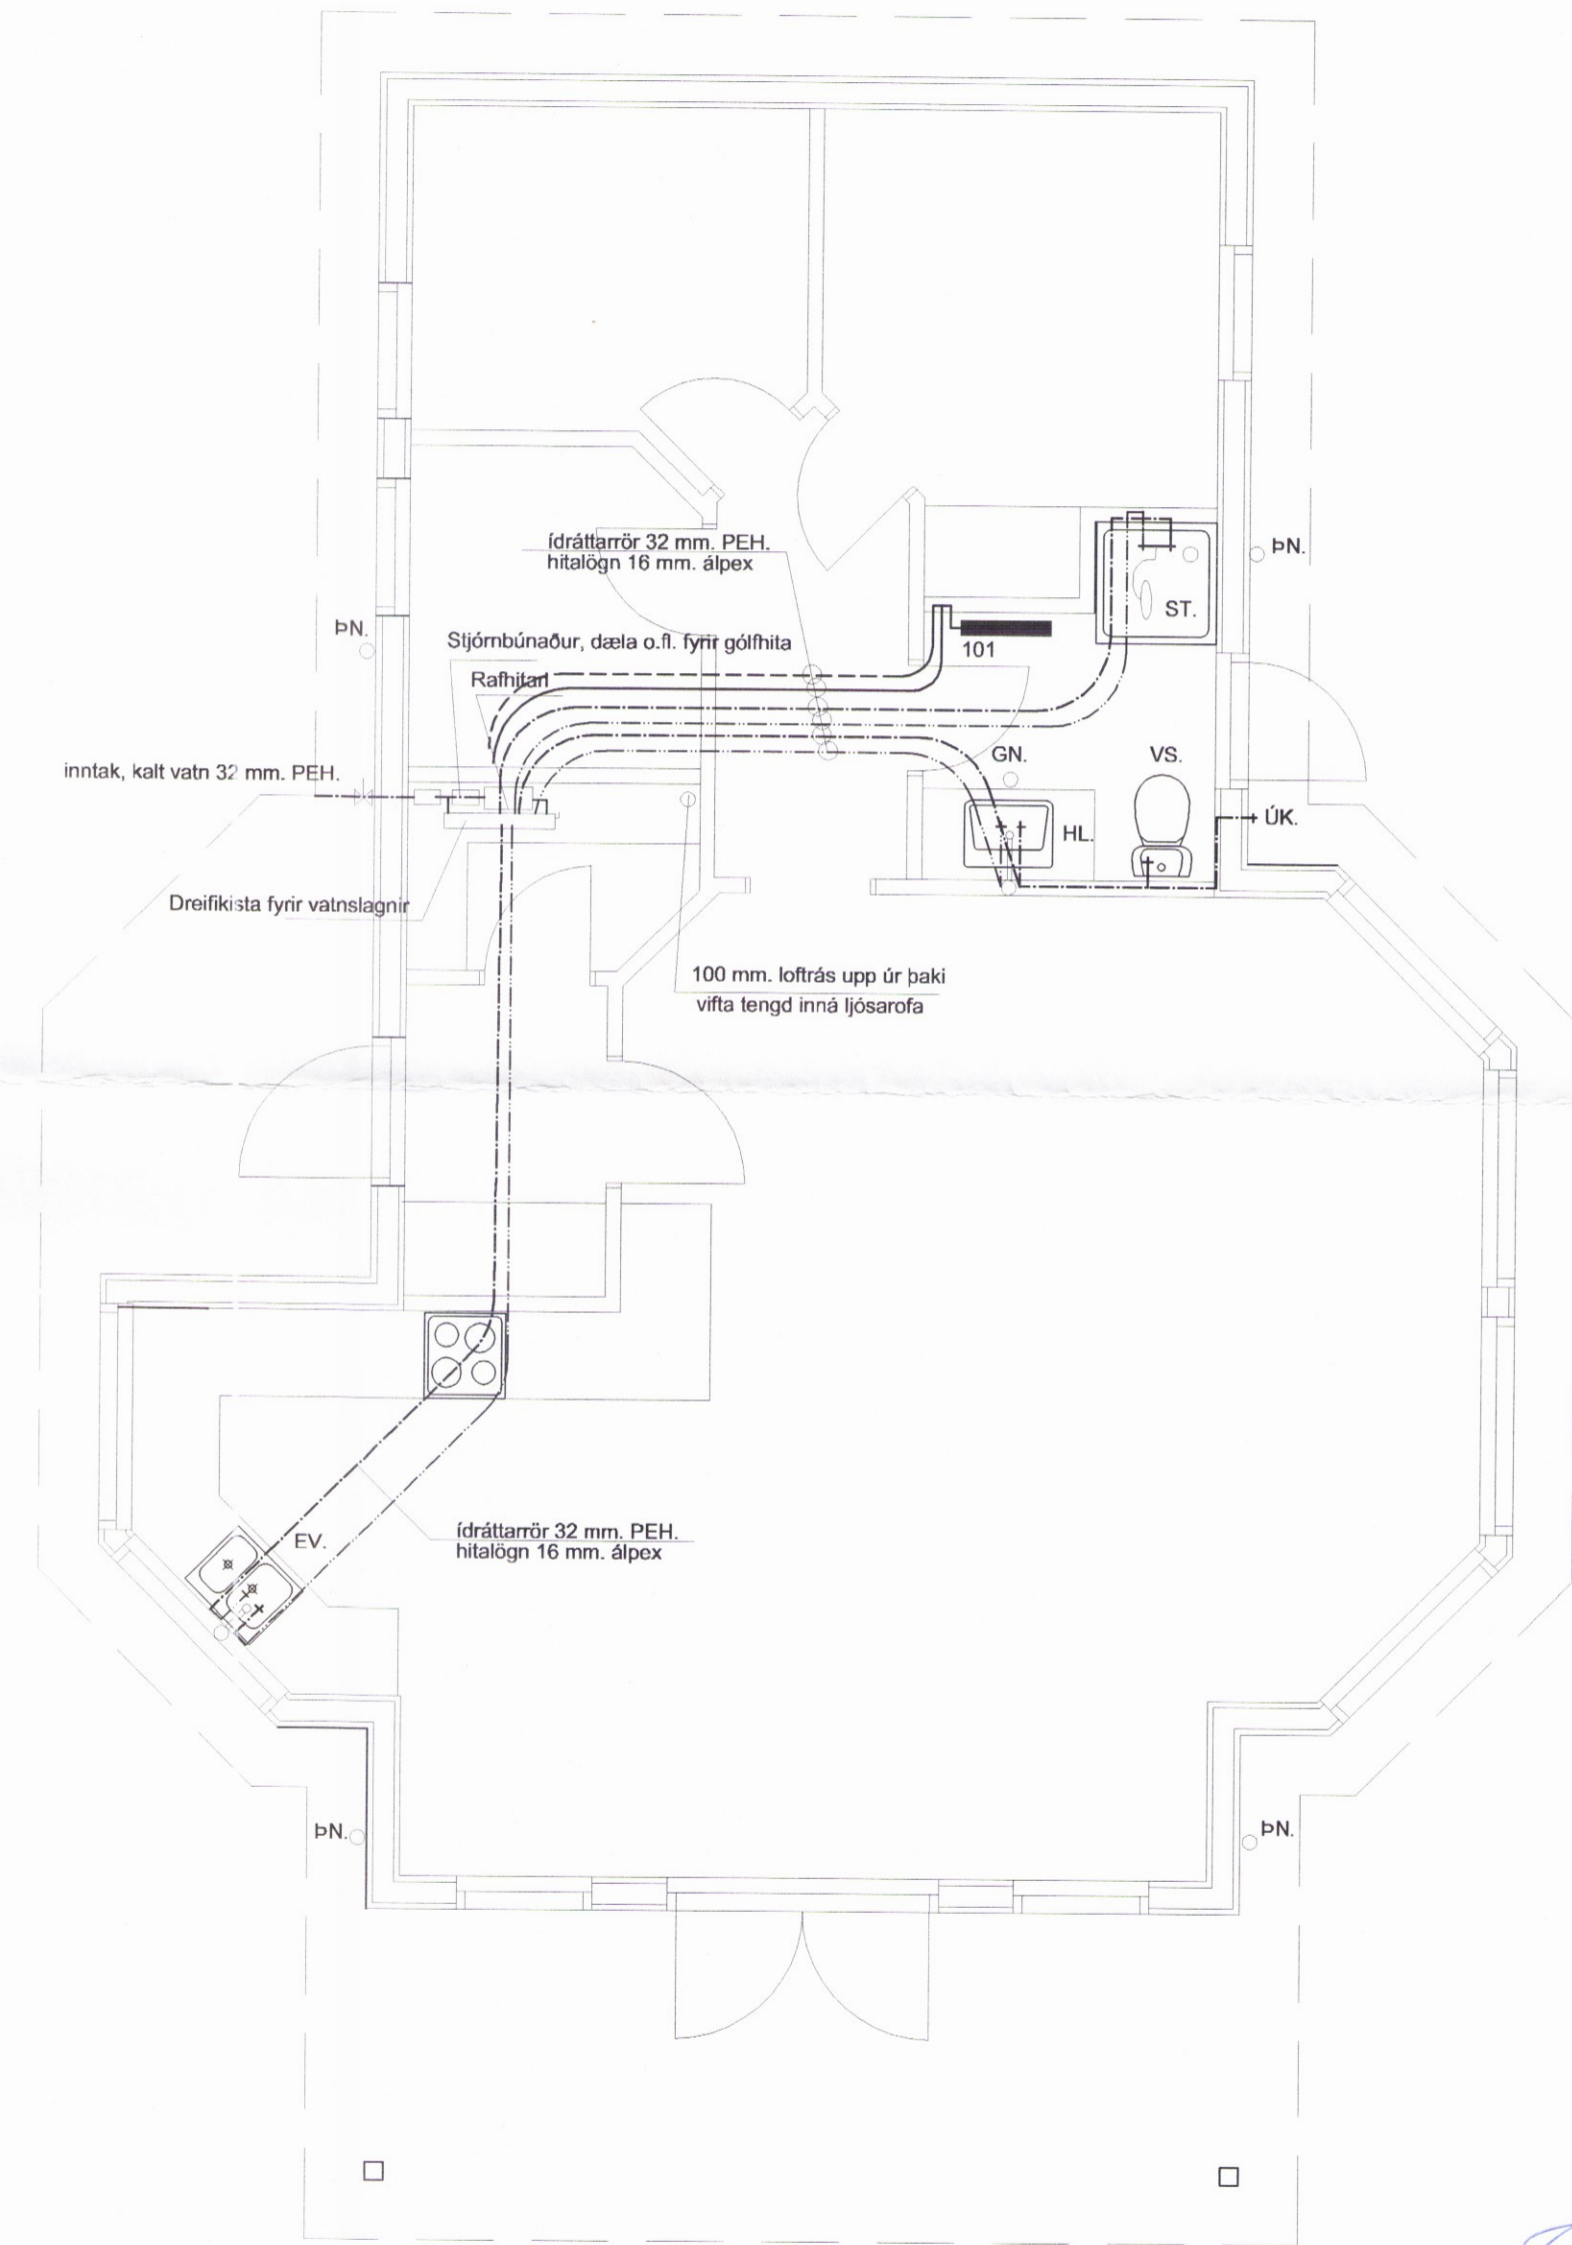 ídráttarrör 32 mm. PEH.
hitalögn 16 mm. álpex
ÞN.
ST.
ÞN.
Stjórnbúnaður, dæla o.fl. fyrir gólfhita
101
Rafhitari
GN.
VS.
inntak, kalt vatn 32 mm. PEH.
ÚK.
HL.
Dreifikista fyrir vatnslagnir
100 mm. loftrás upp úr þaki
vifta tengd inná ljósarofa
EV.
ídráttarrör 32 mm. PEH.
hitalögn 16 mm. álpex
ÞN.
ÞN.